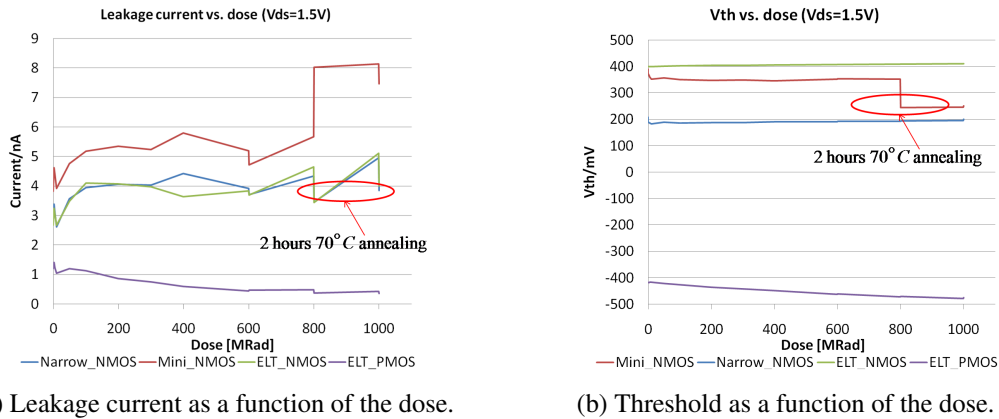 Leakage current vs. dose (Vds=1.5V)
9
8
7
6
5
4
3
2
1
0
Current/nA
2 hours 70°C annealing
0
200
400
600
800
1000
Dose [MRad]
Narrow_NMOS
Mini_NMOS
ELT_NMOS
ELT_PMOS
) Leakage current as a function of the dose.
Vth vs. dose (Vds=1.5V)
500
400
300
200
100
0
-100
-200
-300
-400
-500
Vth/mV
2 hours 70°C annealing
0
200
400
600
800
1000
Dose [MRad]
Mini_NMOS
Narrow_NMOS
ELT_NMOS
ELT_PMOS
(b) Threshold as a function of the dose.